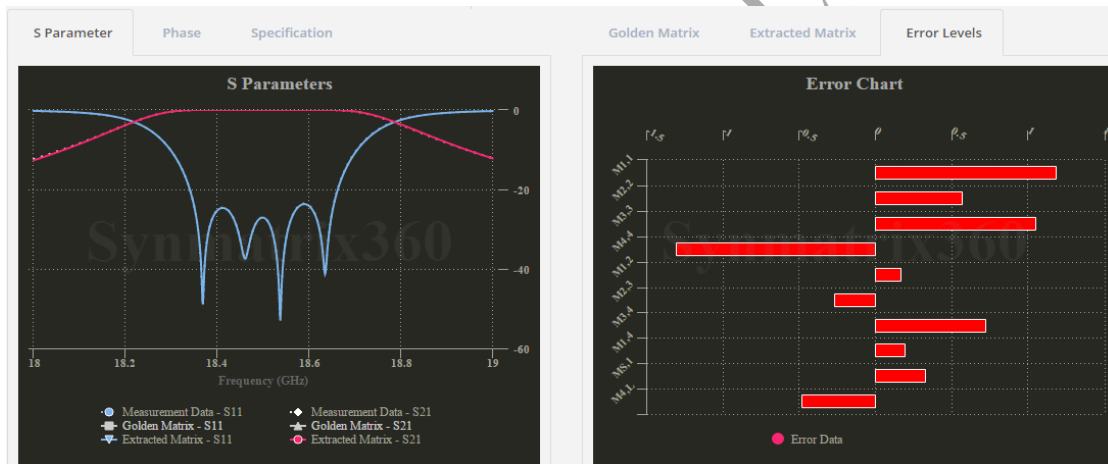 S Parameter Phase Specification
Golden Matrix Extracted Matrix Error Levels
S Parameters
0
-20
-40
-60
18 18.2 18.4 18.6 18.8 19
Frequency (GHz)
Measurement Data - S11 Measurement Data - S21
Golden Matrix - S11 Golden Matrix - S21
Extracted Matrix - S11 Extracted Matrix - S21
Synmatrix360
Error Chart
M1,1
M2,2
M3,3
M4,4
M1,2
M2,3
M3,4
M1,4
MS,1
M4,L
Synmatrix360
Error Data